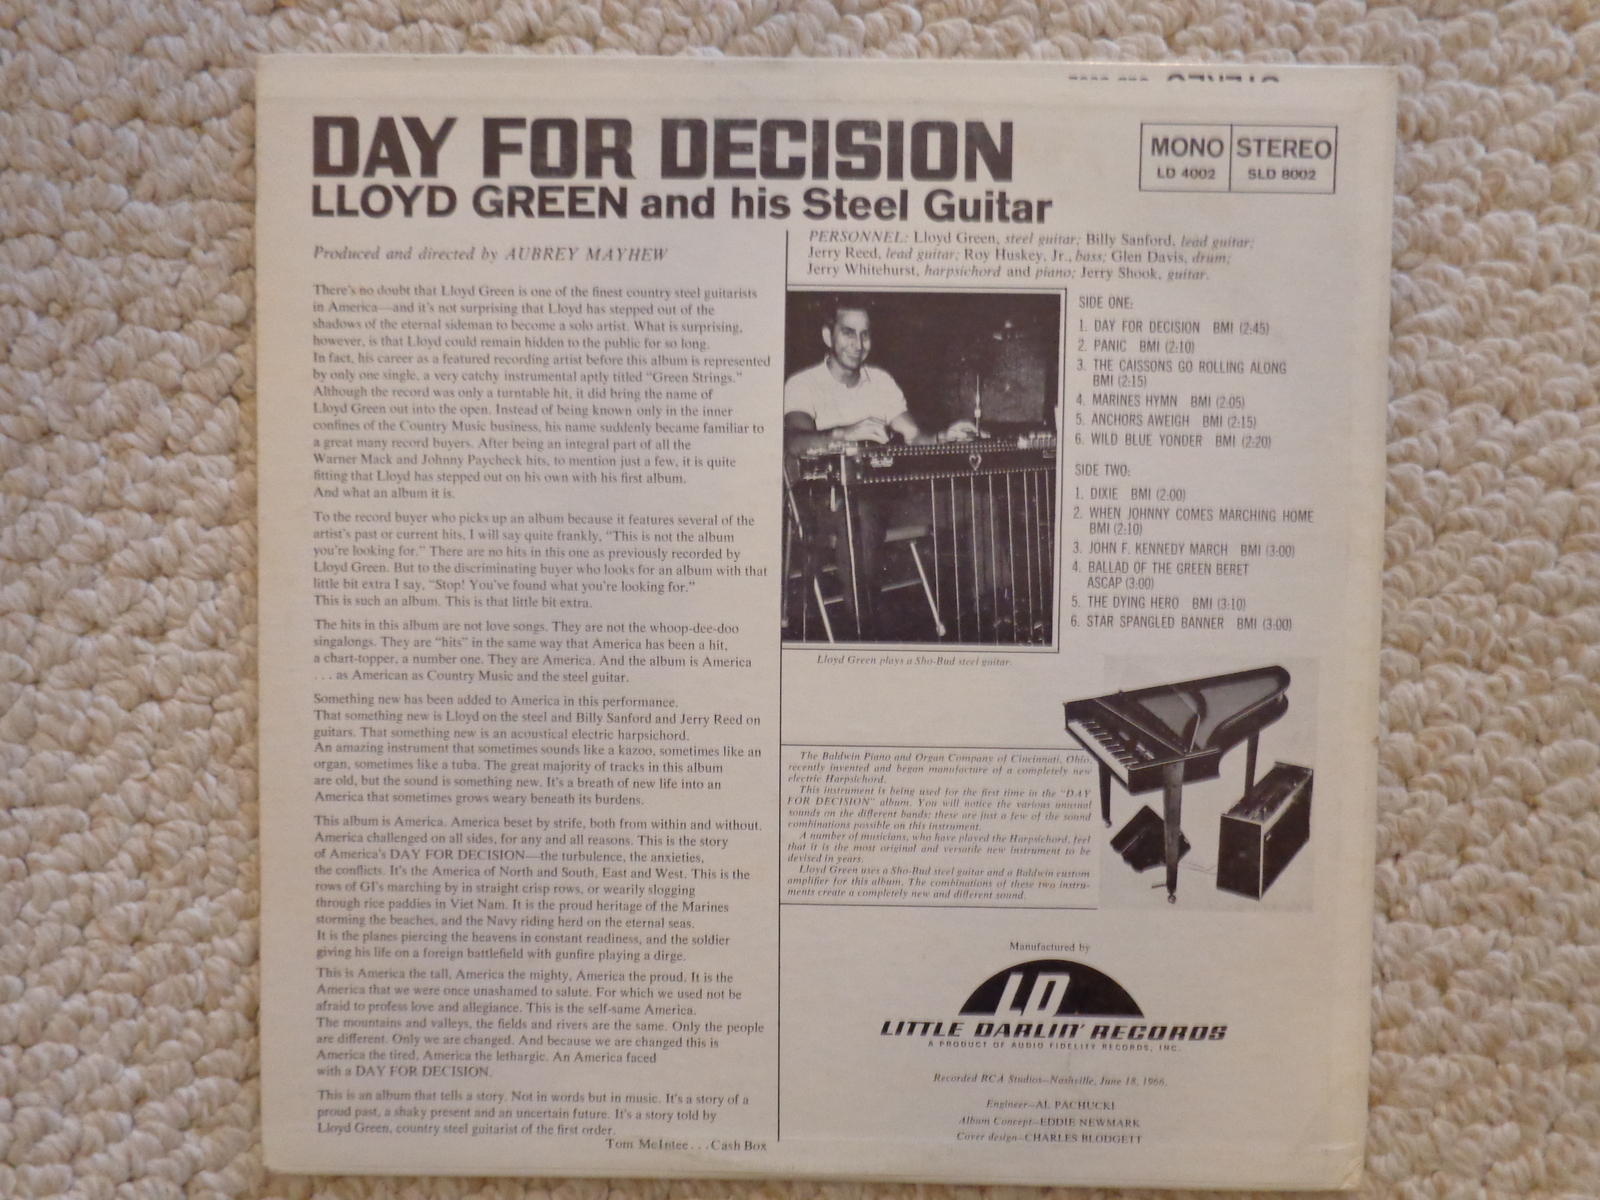 DAY FOR DECISION
LLOYD GREEN and his Steel Guitar
MONO STEREO
LD 4002 SLD 8002
Produced and directed by AUBREY MAYHEW
There's no doubt that Lloyd Green is one of the finest country steel guitarists
in America—and it's not surprising that Lloyd has stepped out of the
shadows of the eternal sideman to become a solo artist. What is surprising,
however, is that Lloyd could remain hidden to the public for so long.
In fact, his career as a featured recording artist before this album is represented
by only one single, a very catchy instrumental aptly titled "Green Strings."
Although the record was only a turntable hit, it did bring the name of
Lloyd Green out into the open. Instead of being known only in the inner
confines of the Country Music business, his name suddenly became familiar to
a great many record buyers. After being an integral part of all the
Warner Mack and Johnny Paycheck hits, to mention just a few, it is quite
fitting that Lloyd has stepped out on his own with his first album.
And what an album it is.
To the record buyer who picks up an album because it features several of the
artist's past or current hits, I will say quite frankly, "This is not the album
you're looking for." There are no hits in this one as previously recorded by
Lloyd Green. But to the discriminating buyer who looks for an album with that
little bit extra I say, "Stop! You've found what you're looking for."
This is such an album. This is that little bit extra.
The hits in this album are not love songs. They are not the whoop-dee-doo
singalongs. They are "hits" in the same way that America has been a hit,
a chart-topper, a number one. They are America. And the album is America
. . . as American as Country Music and the steel guitar.
Something new has been added to America in this performance.
That something new is Lloyd on the steel and Billy Sanford and Jerry Reed on
guitars. That something new is an acoustical electric harpsichord.
An amazing instrument that sometimes sounds like a kazoo, sometimes like an
organ, sometimes like a tuba. The great majority of tracks in this album
are old, but the sound is something new. It's a breath of new life into an
America that sometimes grows weary beneath its burdens.
This album is America. America beset by strife, both from within and without.
America challenged on all sides, for any and all reasons. This is the story
of America's DAY FOR DECISION—the turbulence, the anxieties,
the conflicts. It's the America of North and South, East and West. This is the
rows of GI's marching by in straight crisp rows, or wearily slogging
through rice paddies in Viet Nam. It is the proud heritage of the Marines
storming the beaches, and the Navy riding herd on the eternal seas.
It is the planes piercing the heavens in constant readiness, and the soldier
giving his life on a foreign battlefield with gunfire playing a dirge.
This is America the tall, America the mighty, America the proud. It is the
America that we were once unashamed to salute. For which we used not be
afraid to profess love and allegiance. This is the self-same America.
The mountains and valleys, the fields and rivers are the same. Only the people
are different. Only we are changed. And because we are changed this is
America the tired, America the lethargic. An America faced
with a DAY FOR DECISION.
This is an album that tells a story. Not in words but in music. It's a story of a
proud past, a shaky present and an uncertain future. It's a story told by
Lloyd Green, country steel guitarist of the first order.
Tom McIntee . . . Cash Box
PERSONNEL: Lloyd Green, steel guitar; Billy Sanford, lead guitar;
Jerry Reed, lead guitar; Roy Huskey, Jr., bass; Glen Davis, drum;
Jerry Whitehurst, harpsichord and piano; Jerry Shook, guitar.
SIDE ONE:
1. DAY FOR DECISION BMI (2:45)
2. PANIC BMI (2:10)
3. THE CAISSONS GO ROLLING ALONG
BMI (2:15)
4. MARINES HYMN BMI (2:05)
5. ANCHORS AWEIGH BMI (2:15)
6. WILD BLUE YONDER BMI (2:20)
SIDE TWO:
1. DIXIE BMI (2:00)
2. WHEN JOHNNY COMES MARCHING HOME
BMI (2:10)
3. JOHN F. KENNEDY MARCH BMI (3:00)
4. BALLAD OF THE GREEN BERET
ASCAP (3:00)
5. THE DYING HERO BMI (3:10)
6. STAR SPANGLED BANNER BMI (3:00)
Lloyd Green plays a Sho-Bud steel guitar.
The Baldwin Piano and Organ Company of Cincinnati, Ohio,
recently invented and began manufacture of a completely new
electric Harpsichord.
This instrument is being used for the first time in the "DAY
FOR DECISION" album. You will notice the various unusual
sounds on the different bands; these are just a few of the sound
combinations possible on this instrument.
A number of musicians, who have played the Harpsichord, feel
that it is the most original and versatile new instrument to be
devised in years.
Lloyd Green uses a Sho-Bud steel guitar and a Baldwin custom
amplifier for this album. The combinations of these two instru-
ments create a completely new and different sound.
Manufactured by
LD
LITTLE DARLIN' RECORDS
A PRODUCT OF AUDIO FIDELITY RECORDS, INC.
Recorded RCA Studios—Nashville, June 18, 1966.
Engineer—AL PACHUCKI
Album Concept—EDDIE NEWMARK
Cover design—CHARLES BLODGETT